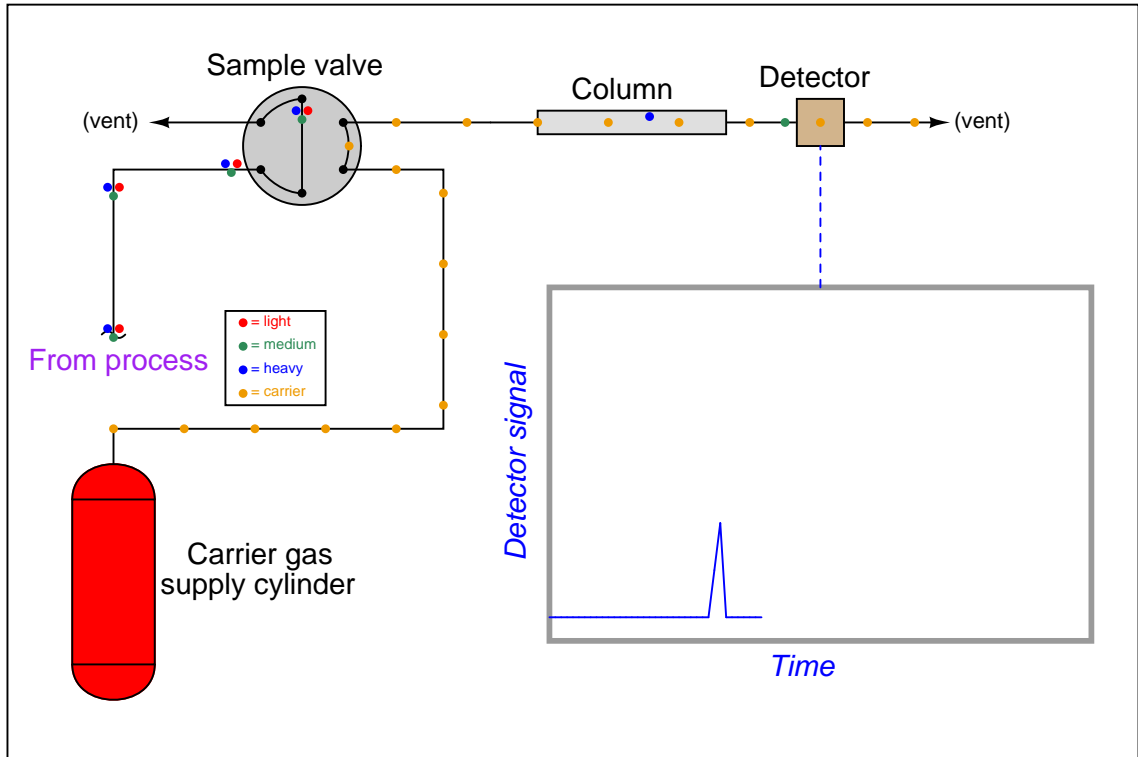 Sample valve
Column
Detector
(vent)
(vent)
= light
= medium
= heavy
= carrier
From process
Detector signal
Carrier gas
supply cylinder
Time